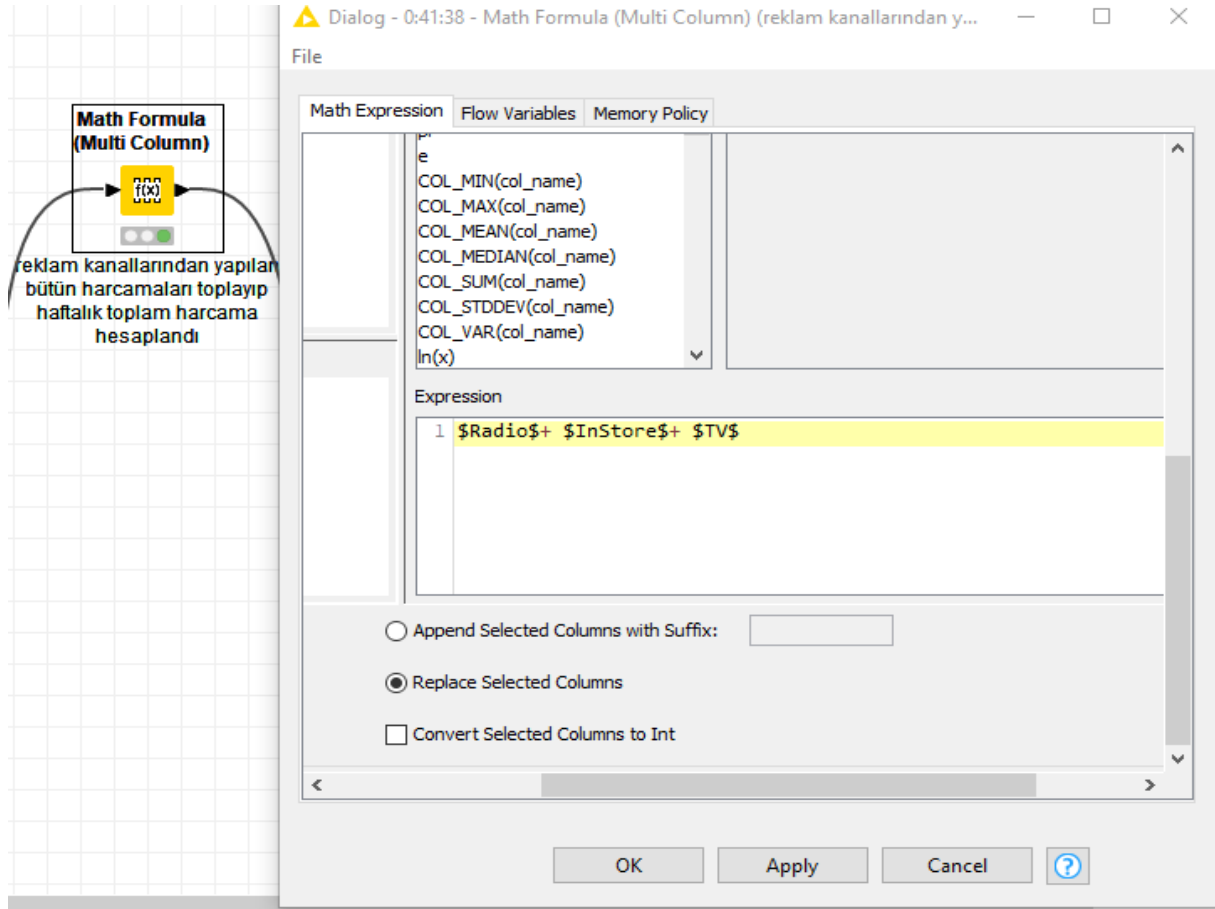 Dialog - 0:41:38 - Math Formula (Multi Column) (reklam kanallarından y...
File
Math Formula
(Multi Column)
f(x)
reklam kanallarından yapılan
bütün harcamaları toplayıp
haftalık toplam harcama
hesaplandı
Math Expression Flow Variables Memory Policy
e
COL_MIN(col_name)
COL_MAX(col_name)
COL_MEAN(col_name)
COL_MEDIAN(col_name)
COL_SUM(col_name)
COL_STDDEV(col_name)
COL_VAR(col_name)
ln(x)
Expression
1 $Radio$+ $InStore$+ $TV$
Append Selected Columns with Suffix:
Replace Selected Columns
Convert Selected Columns to Int
OK Apply Cancel ?